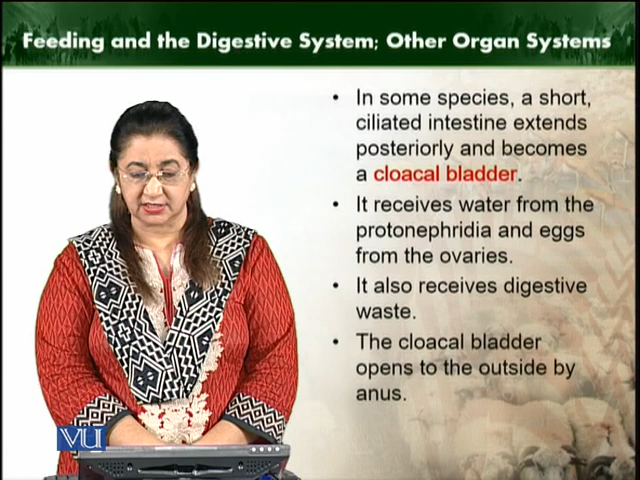 Feeding and the Digestive System; Other Organ Systems
• In some species, a short,
ciliated intestine extends
posteriorly and becomes
a cloacal bladder.
• It receives water from the
protonephridia and eggs
from the ovaries.
• It also receives digestive
waste.
• The cloacal bladder
opens to the outside by
anus.
VU